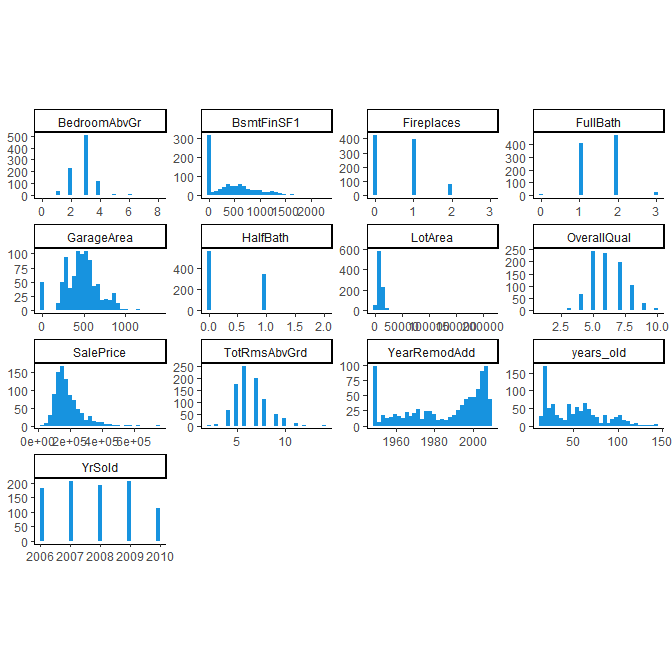 BedroomAbvGr
BsmtFinSF1
Fireplaces
FullBath
500
400
300
200
100
0
0 2 4 6 8
300
200
100
0
0 500 1000 1500 2000
400
300
200
100
0
0 1 2 3
400
300
200
100
0
0 1 2 3
GarageArea
HalfBath
LotArea
OverallQual
100
75
50
25
0
0 500 1000
400
200
0
0.0 0.5 1.0 1.5 2.0
600
400
200
0
0 50000 100000 150000 200000
250
200
150
100
50
0
2.5 5.0 7.5 10.0
SalePrice
TotRmsAbvGrd
YearRemodAdd
years_old
150
100
50
0
0e+00 2e+05 4e+05 6e+05
250
200
150
100
50
0
5 10
100
75
50
25
0
1960 1980 2000
150
100
50
0
50 100 150
YrSold
200
150
100
50
0
2006 2007 2008 2009 2010